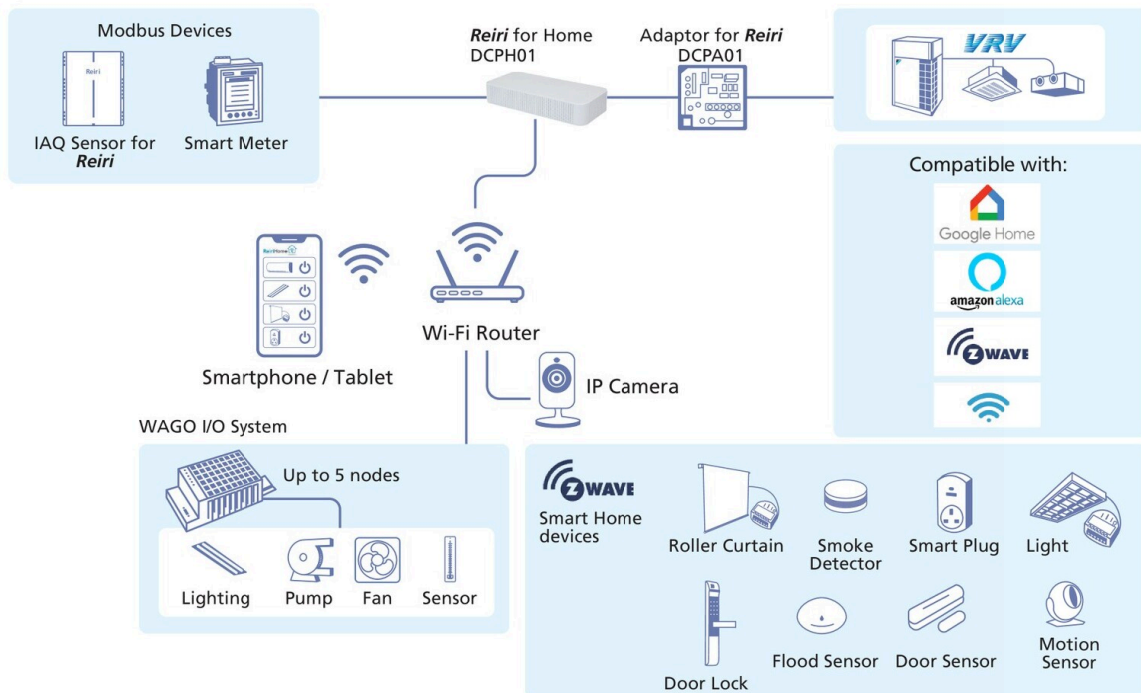 Modbus Devices
Reiri
IAQ Sensor for
Reiri
Smart Meter
Reiri for Home
DCPH01
Adaptor for Reiri
DCPA01
VRV
Compatible with:
Google Home
amazon alexa
Z WAVE
ReiriHome
Smartphone / Tablet
Wi-Fi Router
IP Camera
WAGO I/O System
Up to 5 nodes
Lighting
Pump
Fan
Sensor
Z WAVE
Smart Home
devices
Roller Curtain
Smoke
Detector
Smart Plug
Light
Door Lock
Flood Sensor
Door Sensor
Motion
Sensor